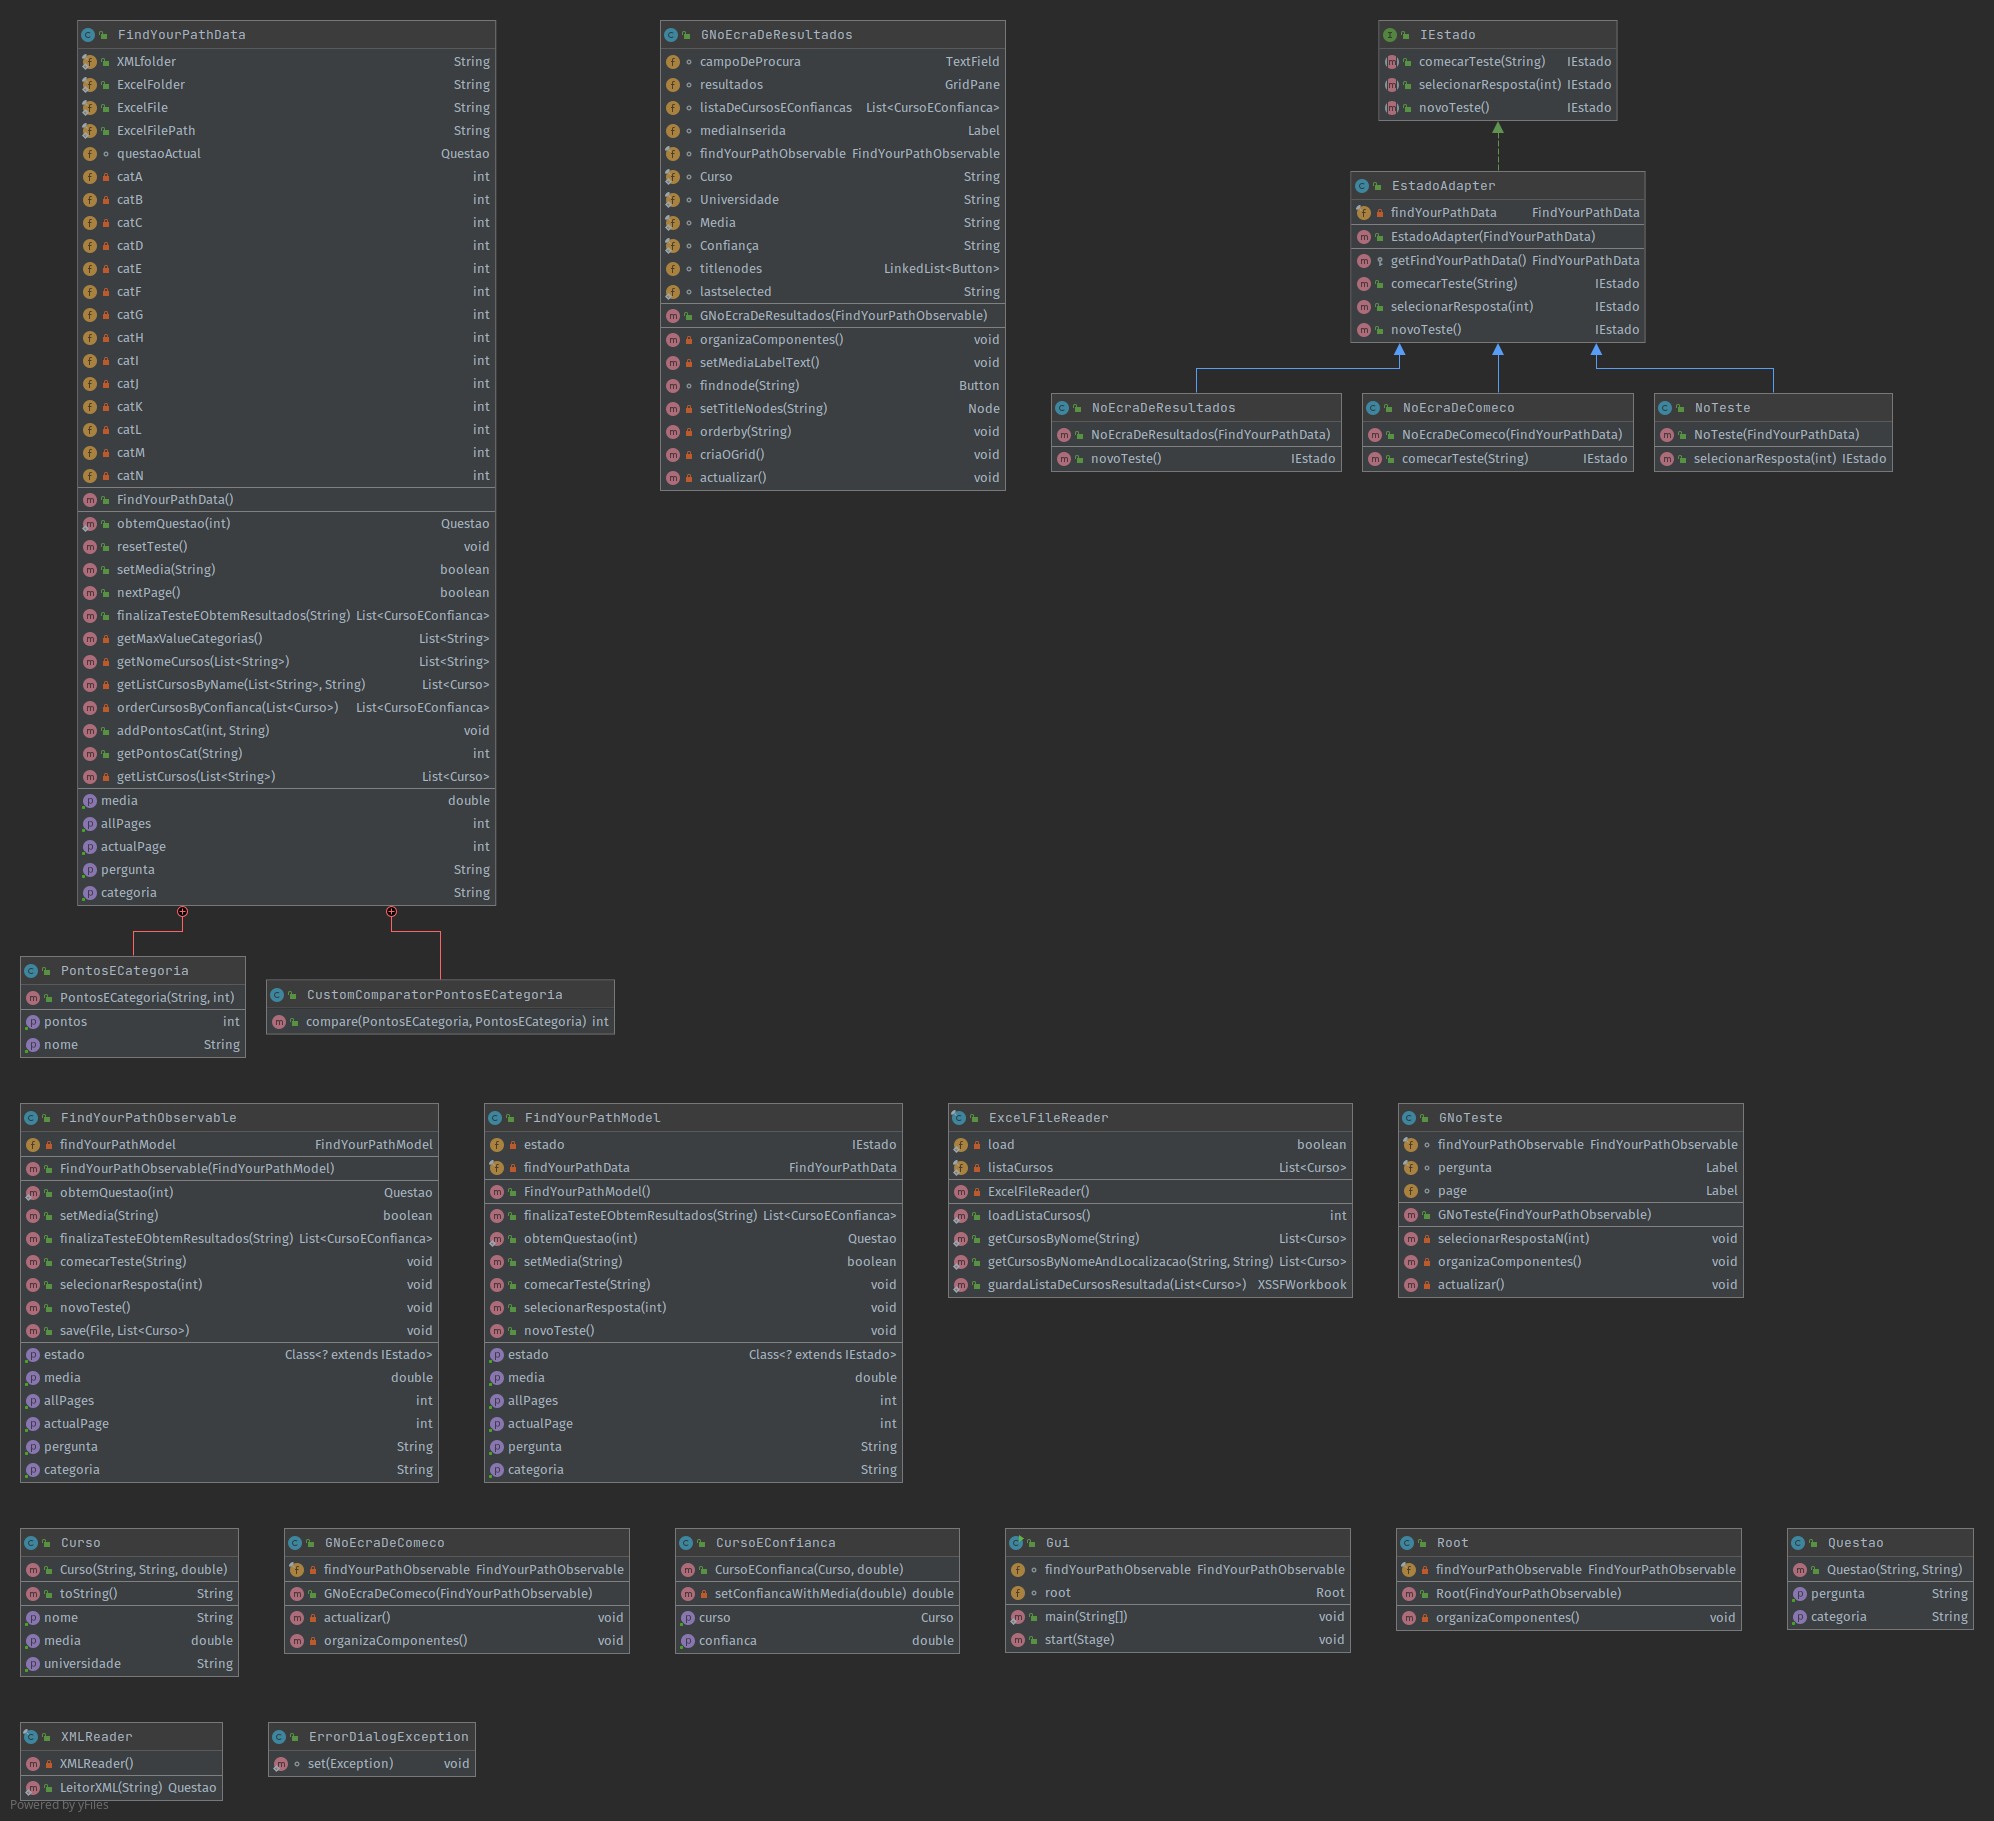 FindYourPathData
XMLfolder String
ExcelFolder String
ExcelFile String
ExcelFilePath String
questaoActual Questao
catA int
catB int
catC int
catD int
catE int
catF int
catG int
catH int
catI int
catJ int
catK int
catL int
catM int
catN int
FindYourPathData()
obtemQuestao(int) Questao
resetTeste() void
setMedia(String) boolean
nextPage() boolean
finalizaTesteEObtemResultados(String) List<CursoEConfianca>
getMaxValueCategorias() List<String>
getNomeCursos(List<String>) List<String>
getListCursosByName(List<String>, String) List<Curso>
orderCursosByConfianca(List<Curso>) List<CursoEConfianca>
addPontosCat(int, String) void
getPontosCat(String) int
getListCursos(List<String>) List<Curso>
media double
allPages int
actualPage int
pergunta String
categoria String
GNoEcraDeResultados
campoDeProcura TextField
resultados GridPane
listaDeCursosEConfiancas List<CursoEConfianca>
mediaInserida Label
findYourPathObservable FindYourPathObservable
Curso String
Universidade String
Media String
Confiança String
titlenodes LinkedList<Button>
lastselected String
GNoEcraDeResultados(FindYourPathObservable)
organizaComponentes() void
setMediaLabelText() void
findnode(String) Button
setTitleNodes(String) Node
orderby(String) void
criaOGrid() void
actualizar() void
IEstado
comecarTeste(String) IEstado
selecionarResposta(int) IEstado
novoTeste() IEstado
EstadoAdapter
findYourPathData FindYourPathData
EstadoAdapter(FindYourPathData)
getFindYourPathData() FindYourPathData
comecarTeste(String) IEstado
selecionarResposta(int) IEstado
novoTeste() IEstado
NoEcraDeResultados
NoEcraDeResultados(FindYourPathData)
novoTeste() IEstado
NoEcraDeComeco
NoEcraDeComeco(FindYourPathData)
comecarTeste(String) IEstado
NoTeste
NoTeste(FindYourPathData)
selecionarResposta(int) IEstado
PontosECategoria
PontosECategoria(String, int)
pontos int
nome String
CustomComparatorPontosECategoria
compare(PontosECategoria, PontosECategoria) int
FindYourPathObservable
findYourPathModel FindYourPathModel
FindYourPathObservable(FindYourPathModel)
obtemQuestao(int) Questao
setMedia(String) boolean
finalizaTesteEObtemResultados(String) List<CursoEConfianca>
comecarTeste(String) void
selecionarResposta(int) void
novoTeste() void
save(File, List<Curso>) void
estado Class<? extends IEstado>
media double
allPages int
actualPage int
pergunta String
categoria String
FindYourPathModel
estado IEstado
findYourPathData FindYourPathData
FindYourPathModel()
finalizaTesteEObtemResultados(String) List<CursoEConfianca>
obtemQuestao(int) Questao
setMedia(String) boolean
comecarTeste(String) void
selecionarResposta(int) void
novoTeste() void
estado Class<? extends IEstado>
media double
allPages int
actualPage int
pergunta String
categoria String
ExcelFileReader
load boolean
listaCursos List<Curso>
ExcelFileReader()
loadListaCursos() int
getCursosByNome(String) List<Curso>
getCursosByNomeAndLocalizacao(String, String) List<Curso>
guardaListaDeCursosResultada(List<Curso>) XSSFWorkbook
GNoTeste
findYourPathObservable FindYourPathObservable
pergunta Label
page Label
GNoTeste(FindYourPathObservable)
selecionarRespostaN(int) void
organizaComponentes() void
actualizar() void
Curso
Curso(String, String, double)
toString() String
nome String
media double
universidade String
GNoEcraDeComeco
findYourPathObservable FindYourPathObservable
GNoEcraDeComeco(FindYourPathObservable)
actualizar() void
organizaComponentes() void
CursoEConfianca
CursoEConfianca(Curso, double)
setConfiancaWithMedia(double) double
curso Curso
confianca double
Gui
findYourPathObservable FindYourPathObservable
root Root
main(String[]) void
start(Stage) void
Root
findYourPathObservable FindYourPathObservable
Root(FindYourPathObservable)
organizaComponentes() void
Questao
Questao(String, String)
pergunta String
categoria String
XMLReader
XMLReader()
LeitorXML(String) Questao
ErrorDialogException
set(Exception) void
Powered by yFiles